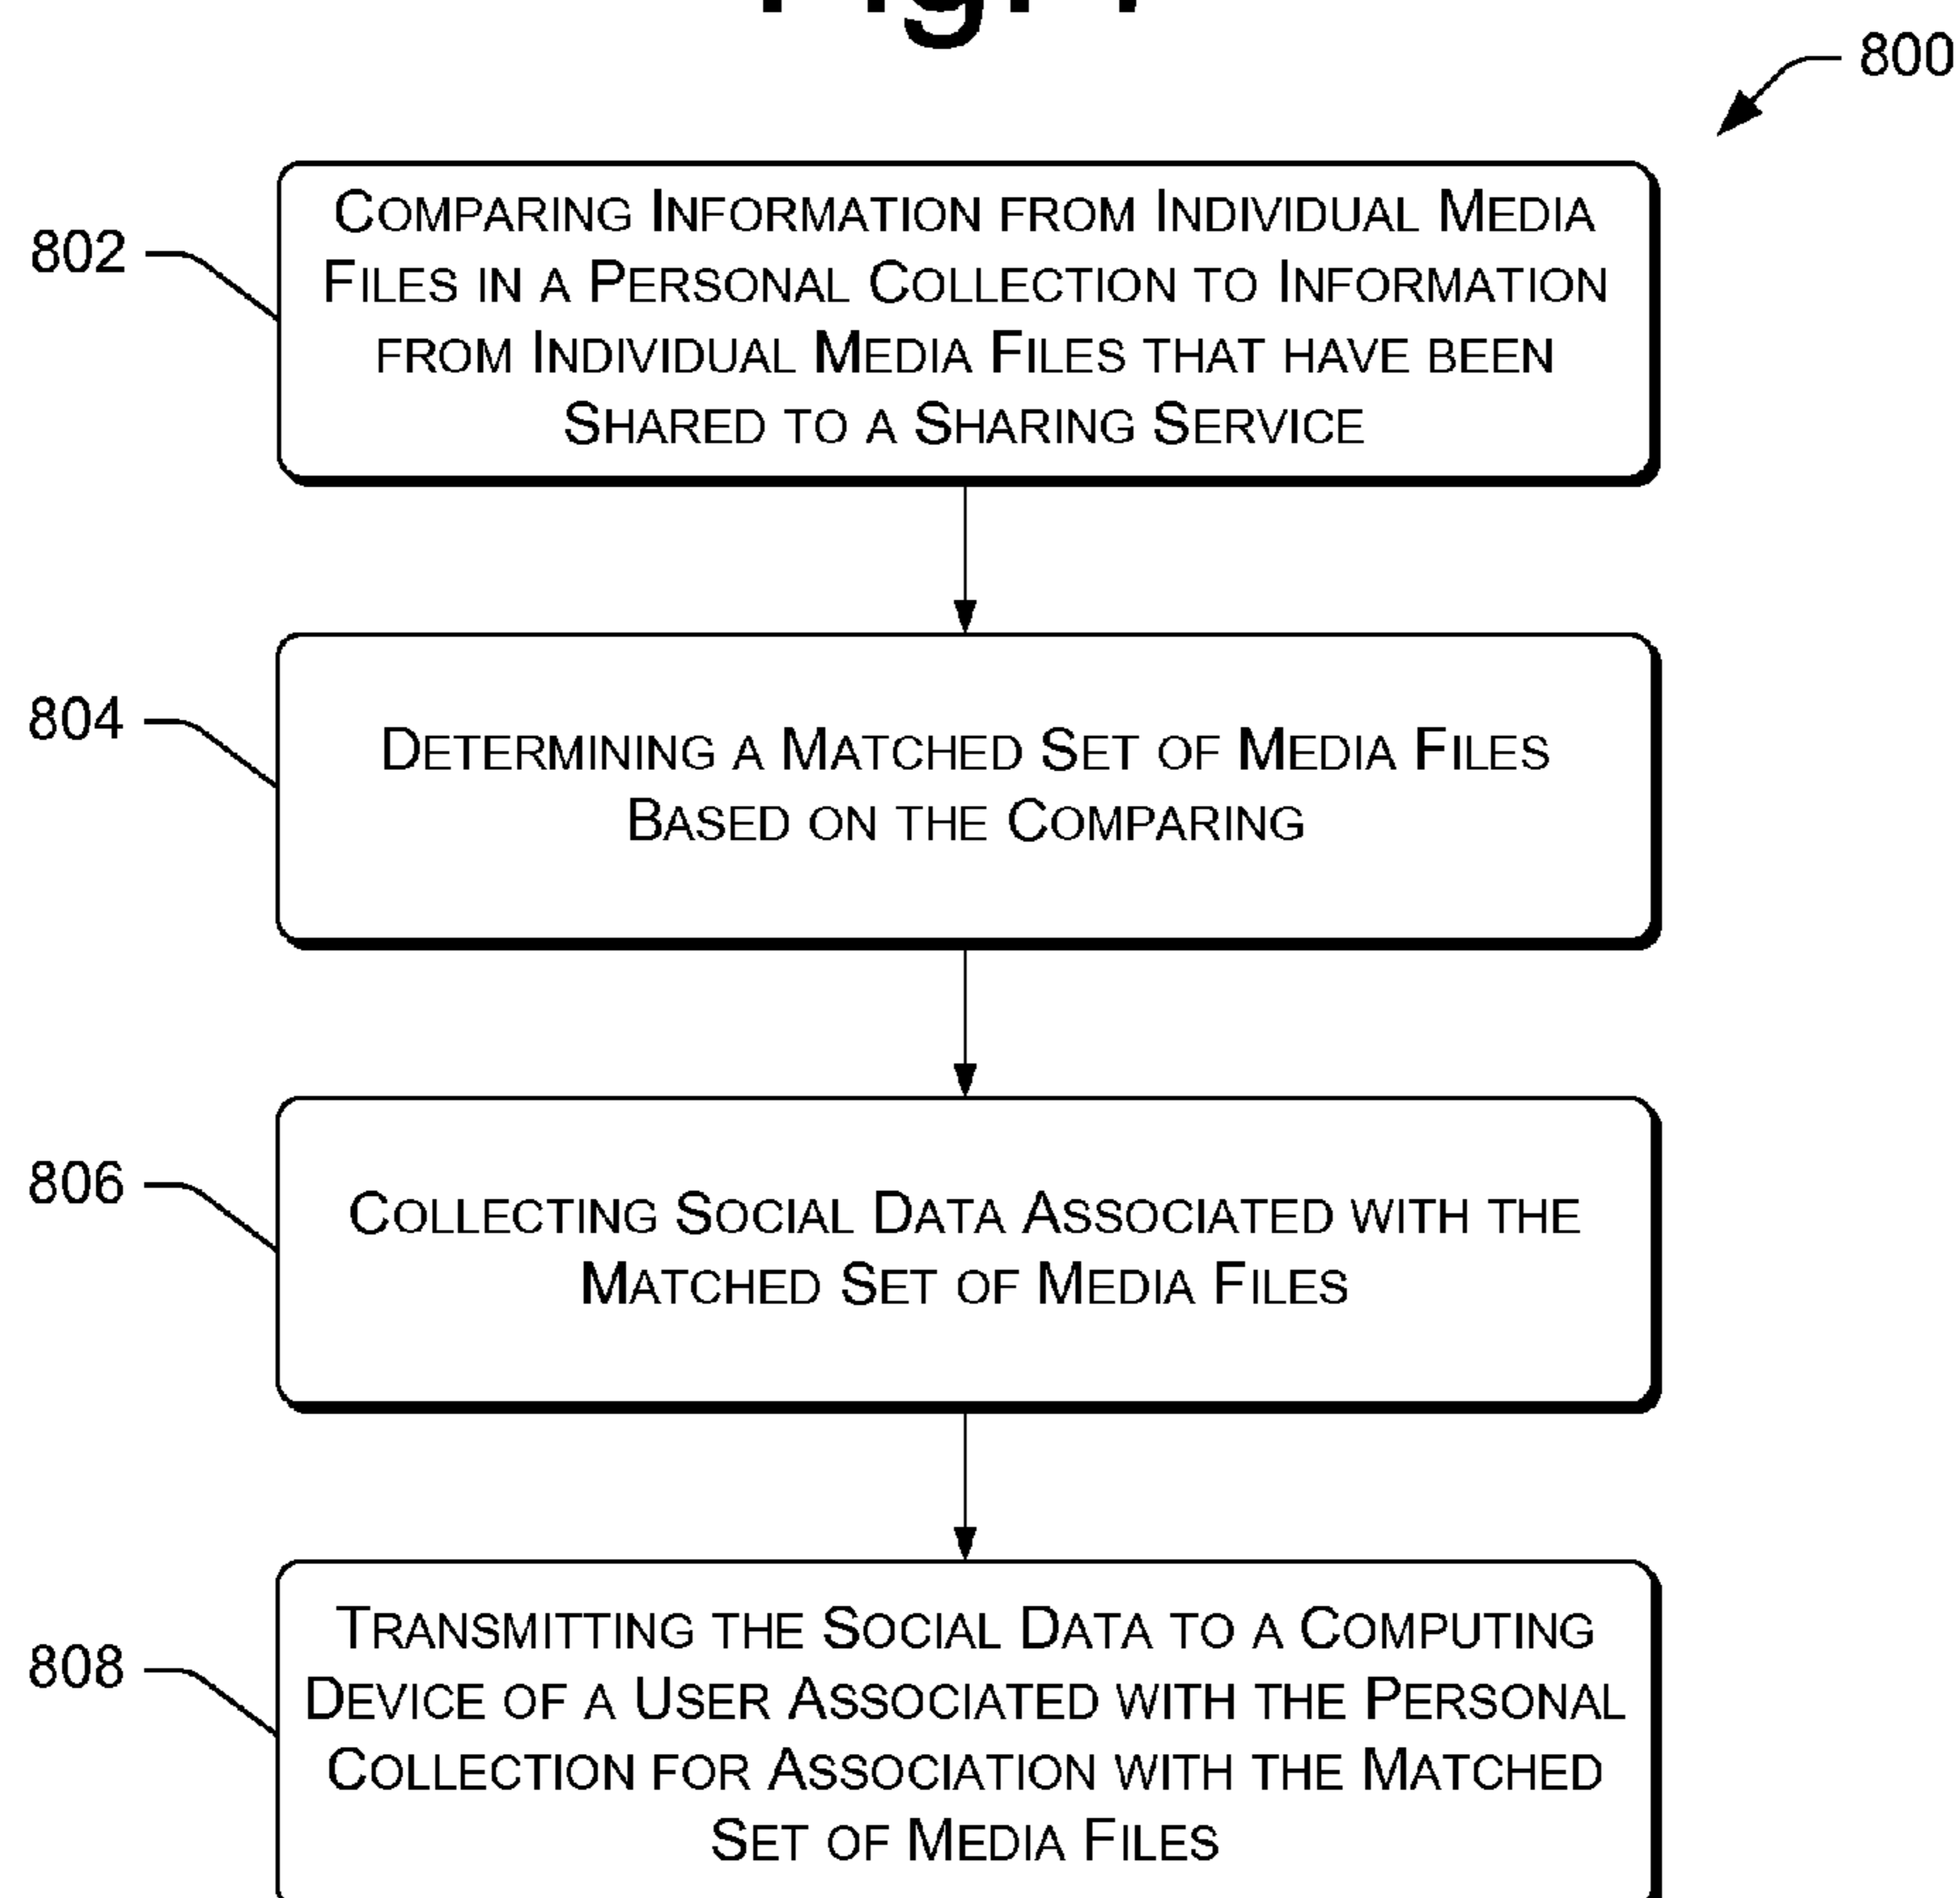 800
802
COMPARING INFORMATION FROM INDIVIDUAL MEDIA
FILES IN A PERSONAL COLLECTION TO INFORMATION
FROM INDIVIDUAL MEDIA FILES THAT HAVE BEEN
SHARED TO A SHARING SERVICE
804
DETERMINING A MATCHED SET OF MEDIA FILES
BASED ON THE COMPARING
806
COLLECTING SOCIAL DATA ASSOCIATED WITH THE
MATCHED SET OF MEDIA FILES
808
TRANSMITTING THE SOCIAL DATA TO A COMPUTING
DEVICE OF A USER ASSOCIATED WITH THE PERSONAL
COLLECTION FOR ASSOCIATION WITH THE MATCHED
SET OF MEDIA FILES